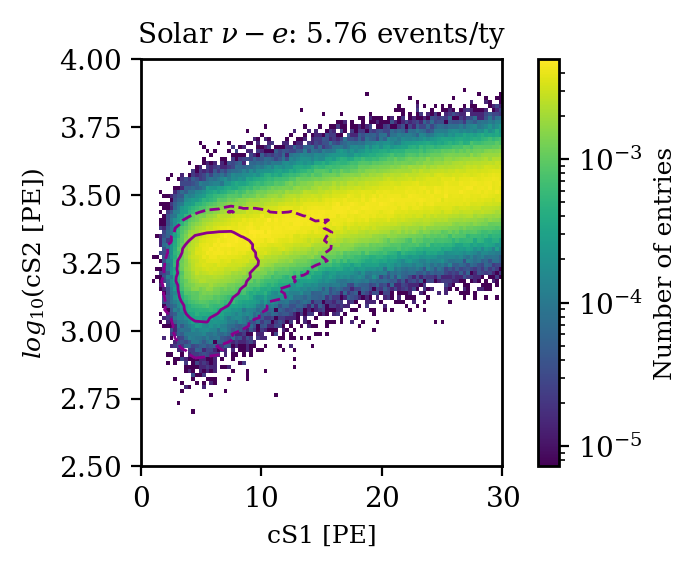 Solar ν − e: 5.76 events/ty
4.00
3.75
3.50
3.25
3.00
2.75
2.50
log₁₀(cS2 [PE])
0 10 20 30
cS1 [PE]
10⁻³
10⁻⁴
10⁻⁵
Number of entries